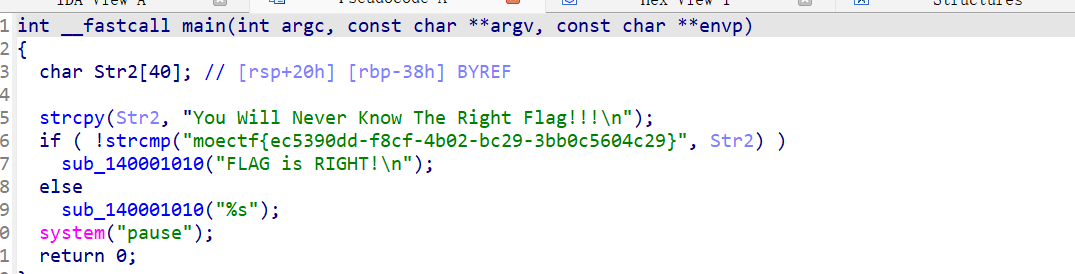 IDA View-A Pseudocode-A Hex View-1 Structures
1 int __fastcall main(int argc, const char **argv, const char **envp)
2 {
3 char Str2[40]; // [rsp+20h] [rbp-38h] BYREF
4
5 strcpy(Str2, "You Will Never Know The Right Flag!!!\n");
6 if ( !strcmp("moectf{ec5390dd-f8cf-4b02-bc29-3bb0c5604c29}", Str2) )
7 sub_140001010("FLAG is RIGHT!\n");
8 else
9 sub_140001010("%s");
0 system("pause");
1 return 0;